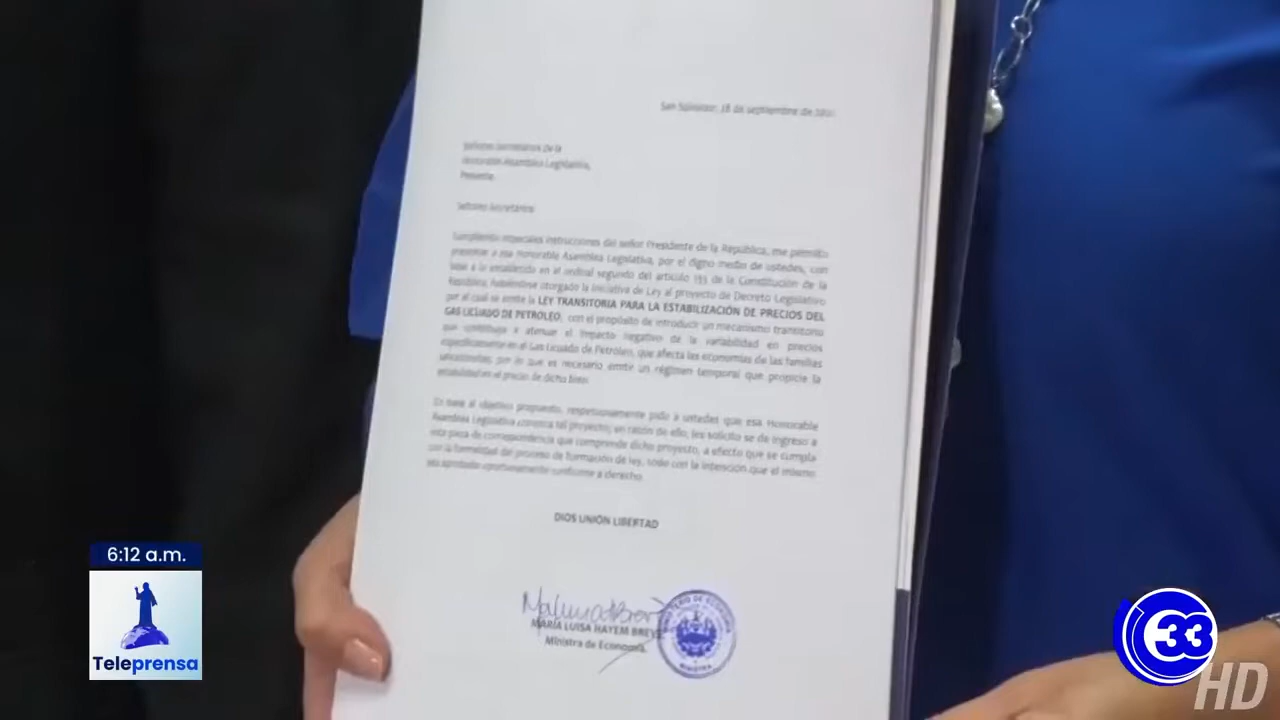 San Salvador, 18 de septiembre de
Señores Secretarios de la
Honorable Asamblea Legislativa,
Presente.
Señores Secretarios:
Cumpliendo especiales instrucciones del señor Presidente de la República, me permito
presentar a esa Honorable Asamblea Legislativa, por el digno medio de ustedes, con
base a lo establecido en el ordinal segundo del artículo 133 de la Constitución de la
República, habiéndose otorgado la Iniciativa de Ley al proyecto de Decreto Legislativo
por el cual se emite la LEY TRANSITORIA PARA LA ESTABILIZACIÓN DE PRECIOS DEL
GAS LICUADO DE PETRÓLEO, con el propósito de introducir un mecanismo transitorio
que contribuya a atenuar el impacto negativo de la variabilidad en precios
específicamente en el Gas Licuado de Petróleo, que afecta las economías de las familias
salvadoreñas, por lo que es necesario emitir un régimen temporal que propicie la
estabilidad en el precio de dicho bien.
En base al objetivo propuesto, respetuosamente pido a ustedes que esa Honorable
Asamblea Legislativa conozca tal proyecto; en razón de ello, les solicito se de ingreso a
esta pieza de correspondencia que comprende dicho proyecto, a efecto que se cumpla
con la formalidad del proceso de formación de ley, todo con la intención que el mismo
sea aprobado oportunamente conforme a derecho.
DIOS UNIÓN LIBERTAD
MARÍA LUISA HAYEM BREVÉ
Ministra de Economía
MINISTERIO DE ECONOMÍA
MINISTRA
6:12 a.m.
Teleprensa
33
HD